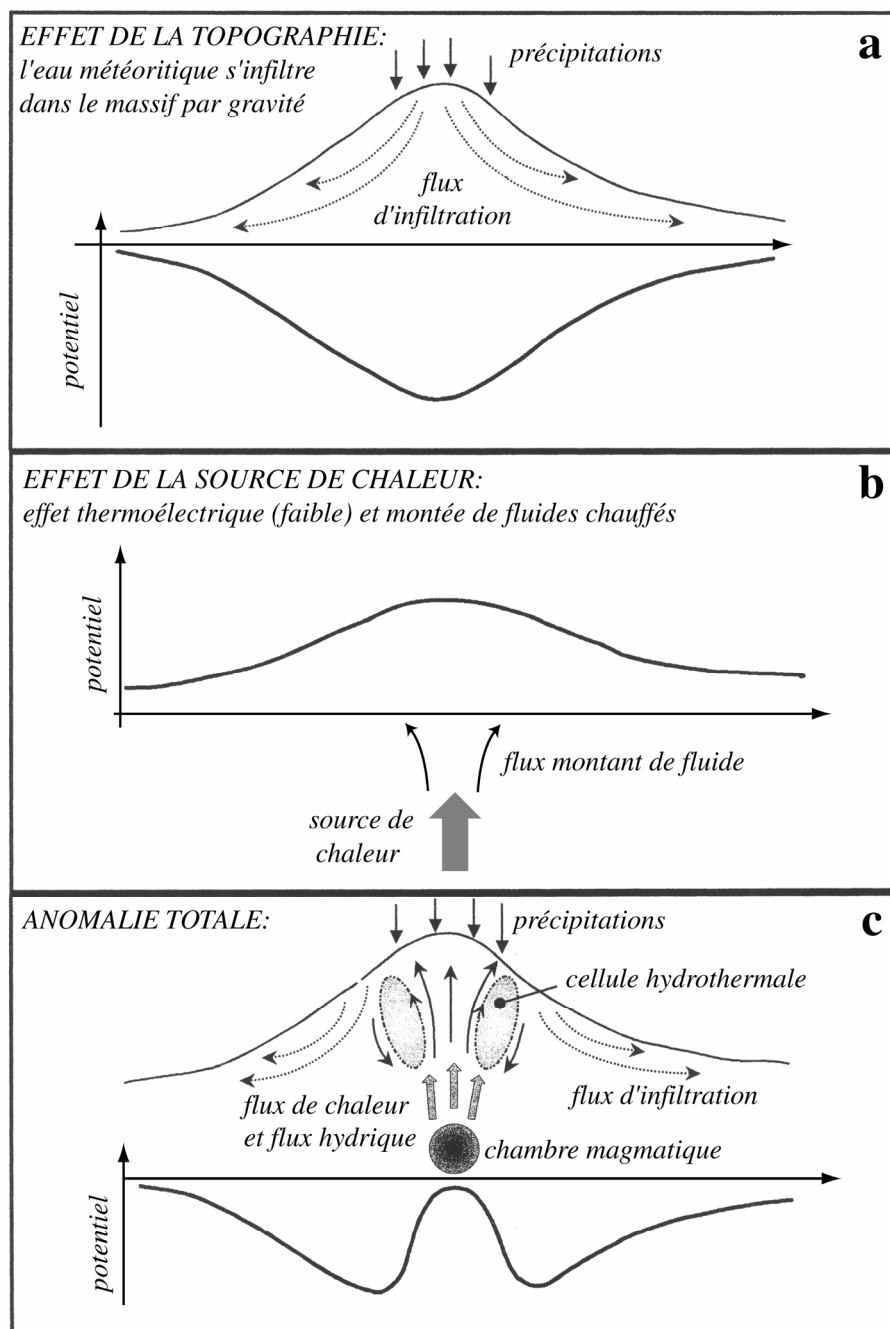 EFFET DE LA TOPOGRAPHIE:
l'eau météoritique s'infiltre
dans le massif par gravité
précipitations
a
flux
d'infiltration
potentiel
EFFET DE LA SOURCE DE CHALEUR:
effet thermoélectrique (faible) et montée de fluides chauffés
b
potentiel
flux montant de fluide
source de
chaleur
ANOMALIE TOTALE:
précipitations
c
cellule hydrothermale
flux de chaleur
et flux hydrique
flux d'infiltration
chambre magmatique
potentiel